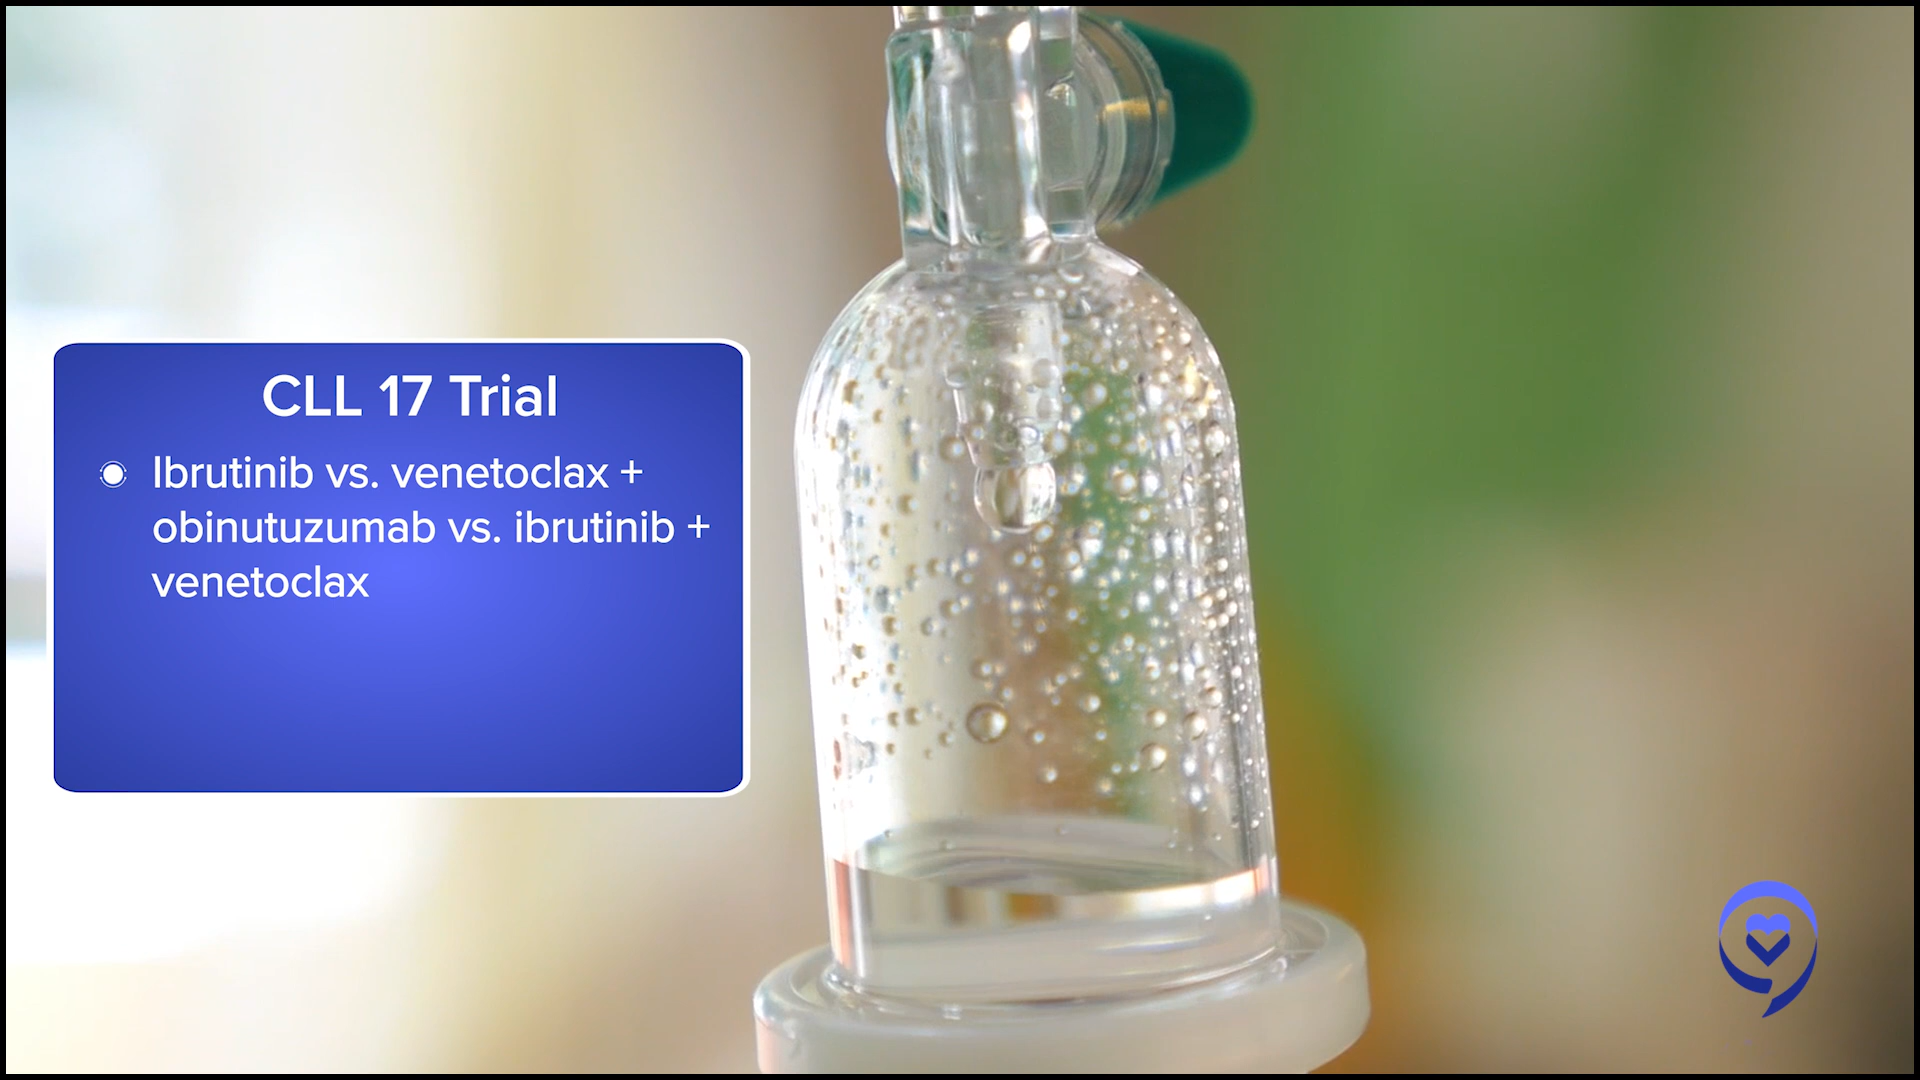 CLL 17 Trial
Ibrutinib vs. venetoclax +
obinutuzumab vs. ibrutinib +
venetoclax